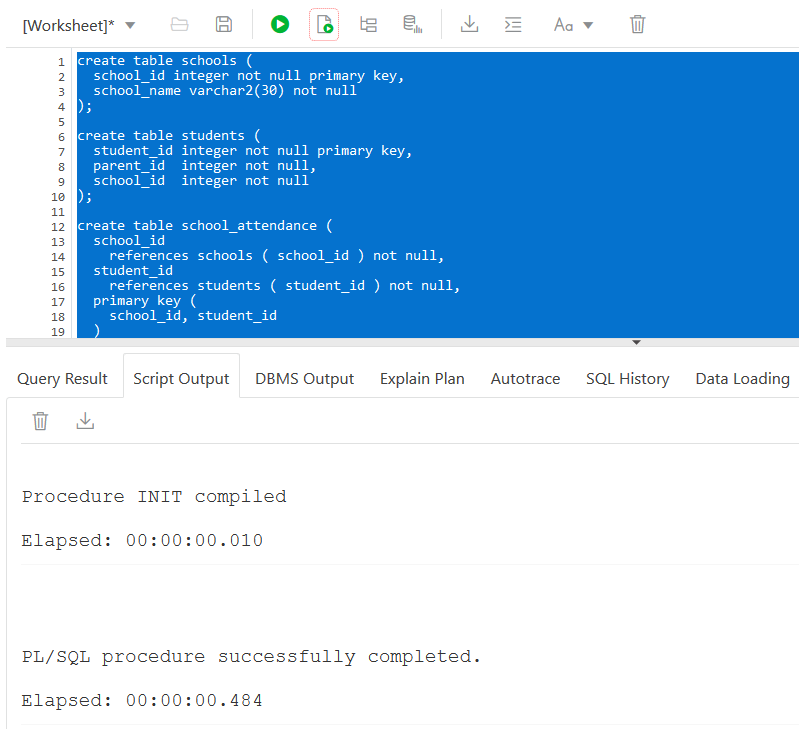 [Worksheet]*
Aa
1 create table schools (
2 school_id integer not null primary key,
3 school_name varchar2(30) not null
4 );
5
6 create table students (
7 student_id integer not null primary key,
8 parent_id  integer not null,
9 school_id  integer not null
10 );
11
12 create table school_attendance (
13 school_id
14 references schools ( school_id ) not null,
15 student_id
16 references students ( student_id ) not null,
17 primary key (
18 school_id, student_id
19 )
Query Result Script Output DBMS Output Explain Plan Autotrace SQL History Data Loading
Procedure INIT compiled
Elapsed: 00:00:00.010
PL/SQL procedure successfully completed.
Elapsed: 00:00:00.484